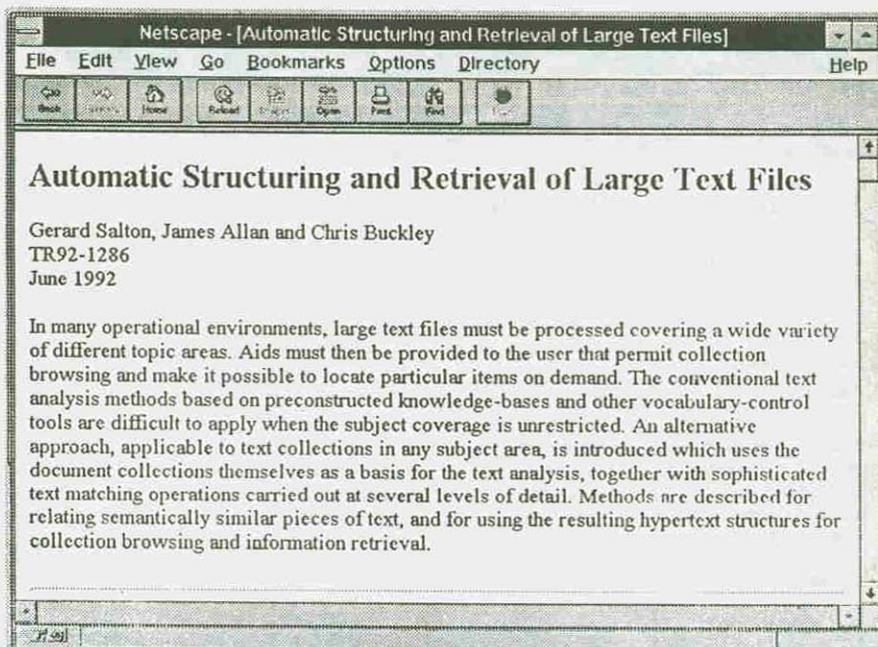 Netscape - [Automatic Structuring and Retrieval of Large Text Files]
File Edit View Go Bookmarks Options Directory Help
Back Home Reload Open Print Find
Automatic Structuring and Retrieval of Large Text Files
Gerard Salton, James Allan and Chris Buckley
TR92-1286
June 1992
In many operational environments, large text files must be processed covering a wide variety
of different topic areas. Aids must then be provided to the user that permit collection
browsing and make it possible to locate particular items on demand. The conventional text
analysis methods based on preconstructed knowledge-bases and other vocabulary-control
tools are difficult to apply when the subject coverage is unrestricted. An alternative
approach, applicable to text collections in any subject area, is introduced which uses the
document collections themselves as a basis for the text analysis, together with sophisticated
text matching operations carried out at several levels of detail. Methods are described for
relating semantically similar pieces of text, and for using the resulting hypertext structures for
collection browsing and information retrieval.